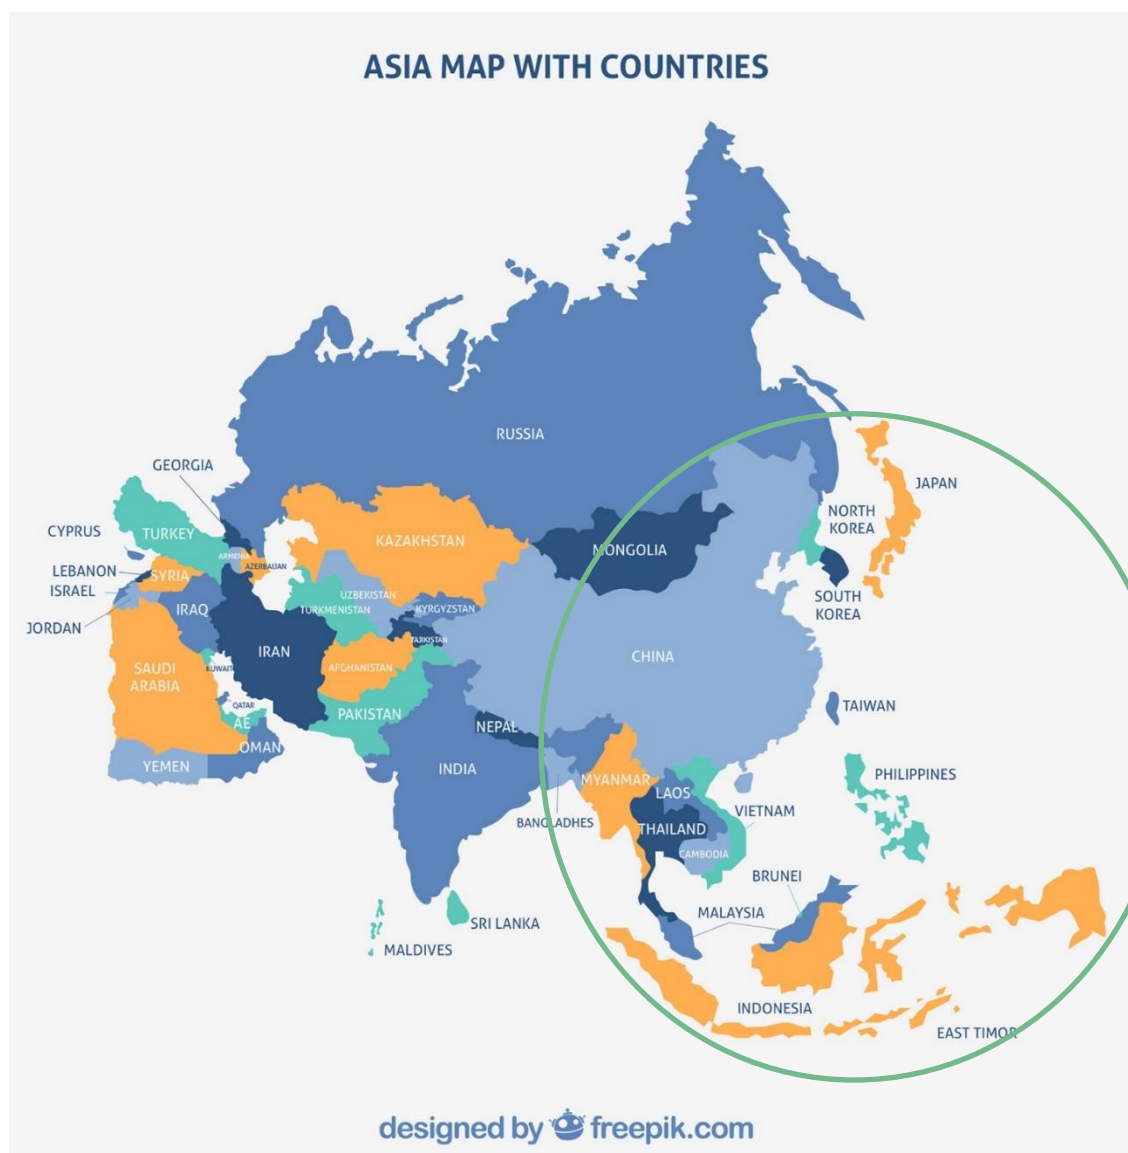 ASIA MAP WITH COUNTRIES
RUSSIA
GEORGIA
JAPAN
NORTH
KOREA
CYPRUS
TURKEY
KAZAKHSTAN
MONGOLIA
ARMENIA
AZERBAIJAN
LEBANON
SYRIA
ISRAEL
UZBEKISTAN
SOUTH
KOREA
IRAQ
TURKMENISTAN
KYRGYZSTAN
JORDAN
TAJIKISTAN
IRAN
CHINA
SAUDI
ARABIA
KUWAIT
AFGHANISTAN
QATAR
TAIWAN
AE
PAKISTAN
NEPAL
OMAN
YEMEN
INDIA
MYANMAR
PHILIPPINES
LAOS
VIETNAM
BANGLADHES
THAILAND
CAMBODIA
BRUNEI
MALAYSIA
SRI LANKA
MALDIVES
INDONESIA
EAST TIMOR
designed by freepik.com